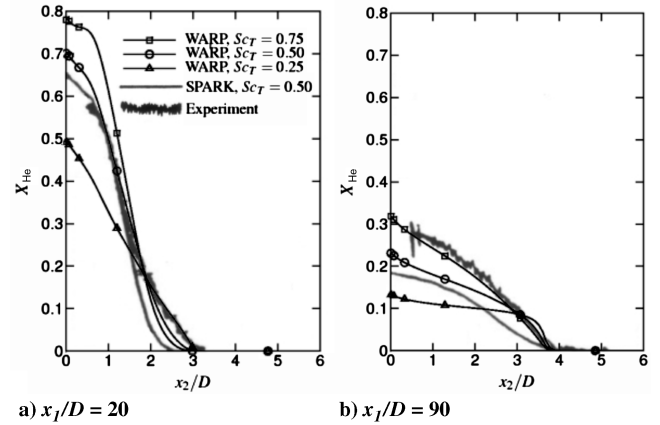 0.8
0.7
0.6
0.5
0.4
0.3
0.2
0.1
0
X_He
WARP, Sc_T = 0.75
WARP, Sc_T = 0.50
WARP, Sc_T = 0.25
SPARK, Sc_T = 0.50
Experiment
0 1 2 3 4 5 6
x_2/D
a) x_1/D = 20
0.8
0.7
0.6
0.5
0.4
0.3
0.2
0.1
0
X_He
0 1 2 3 4 5 6
x_2/D
b) x_1/D = 90